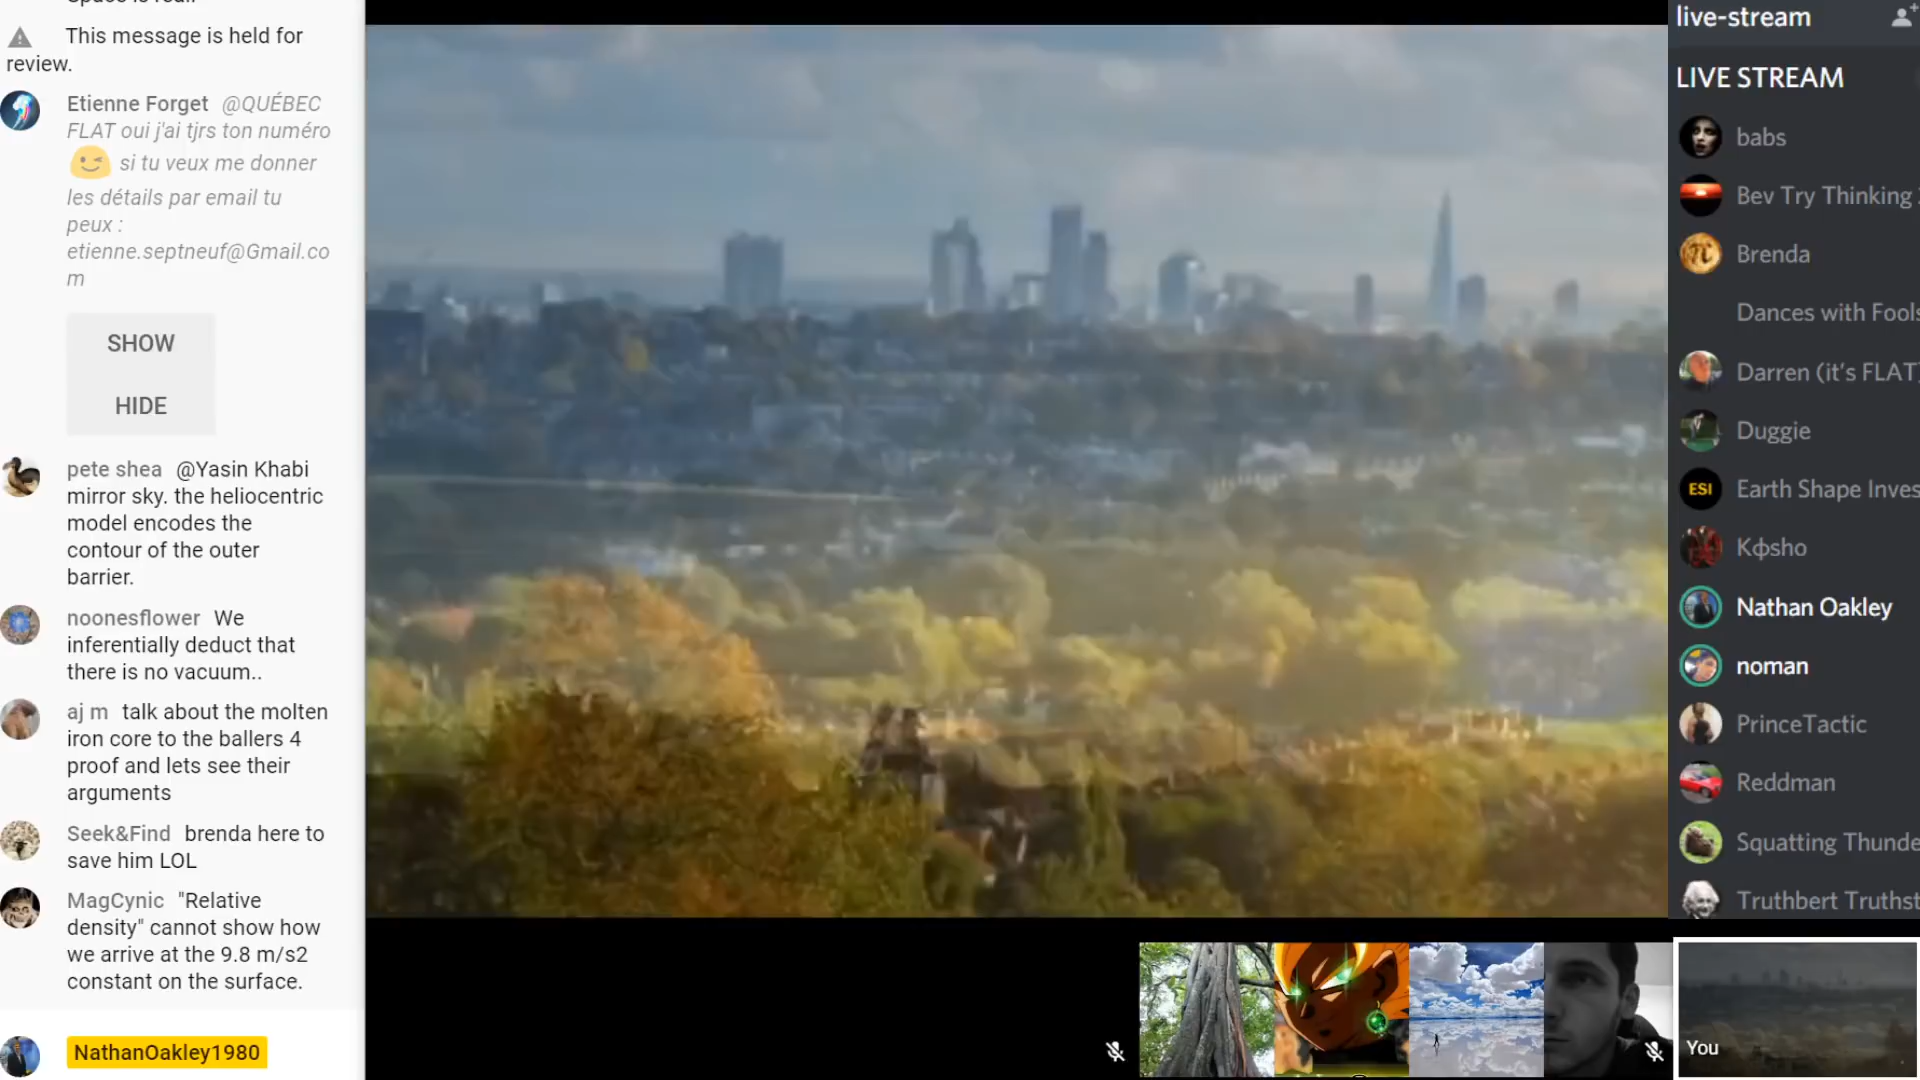 This message is held for
review.
Etienne Forget @QUÉBEC
FLAT oui j'ai tjrs ton numéro
si tu veux me donner
les détails par email tu
peux :
etienne.septneuf@Gmail.co
m
SHOW
HIDE
pete shea @Yasin Khabi
mirror sky. the heliocentric
model encodes the
contour of the outer
barrier.
noonesflower We
inferentially deduct that
there is no vacuum..
aj m talk about the molten
iron core to the ballers 4
proof and lets see their
arguments
Seek&Find brenda here to
save him LOL
MagCynic "Relative
density" cannot show how
we arrive at the 9.8 m/s2
constant on the surface.
NathanOakley1980
live-stream
LIVE STREAM
babs
Bev Try Thinking
Brenda
Dances with Fools
Darren (it's FLAT)
Duggie
ESI
Earth Shape Inves
Kφsho
Nathan Oakley
noman
PrinceTactic
Reddman
Squatting Thunde
Truthbert Truthst
You